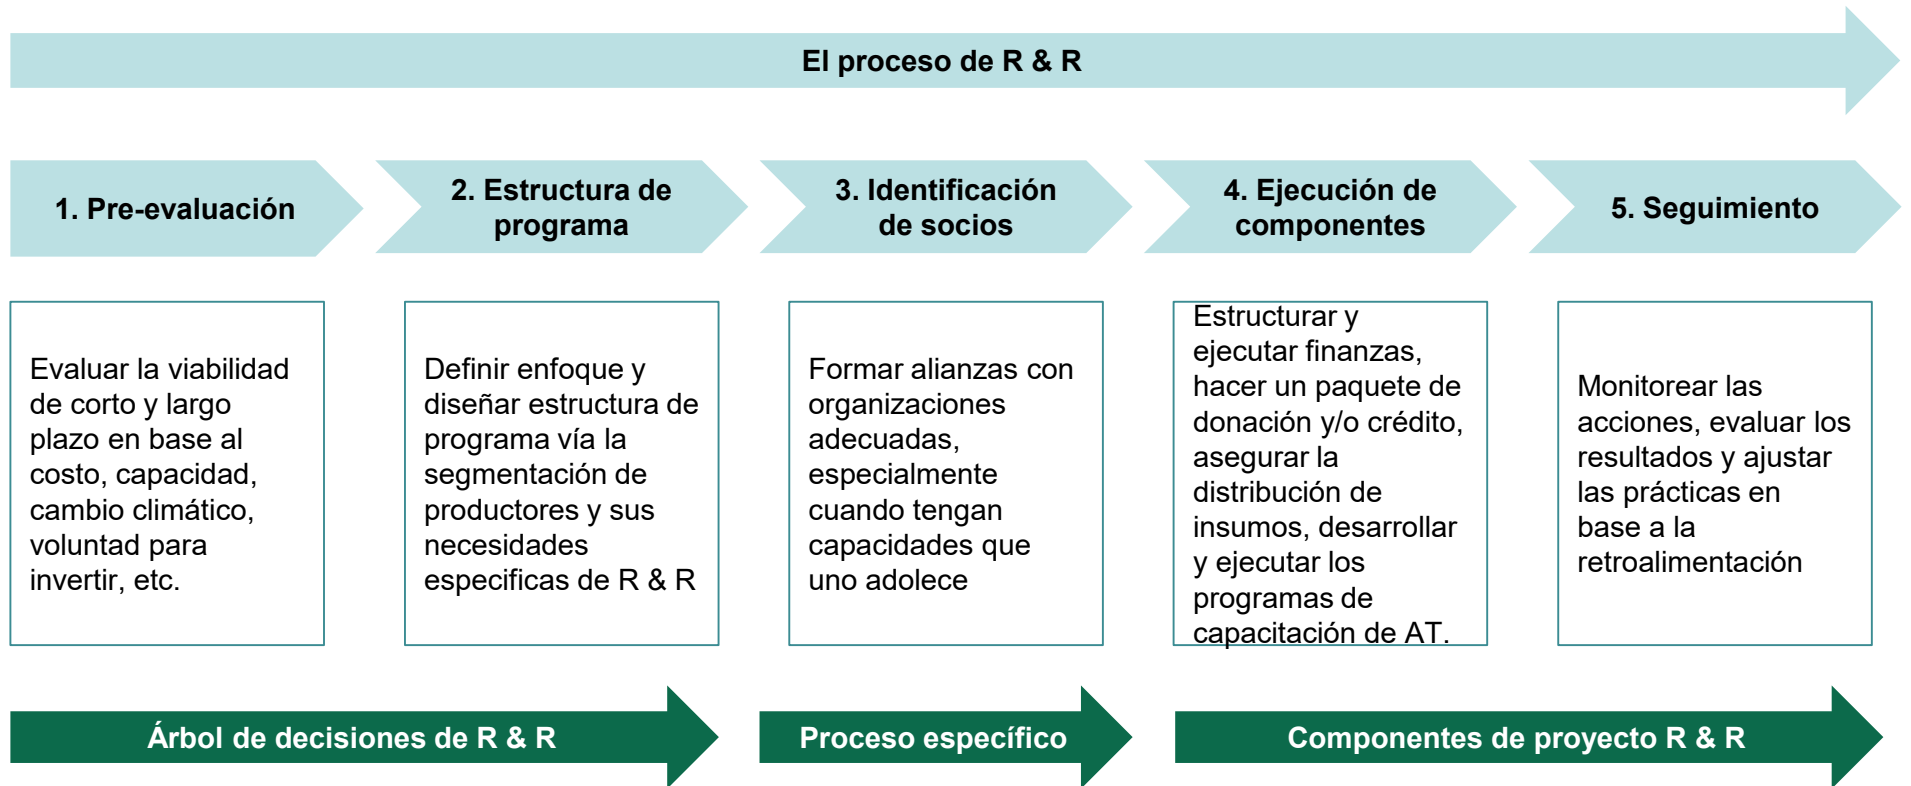 El proceso de R & R
1. Pre-evaluación
2. Estructura de
programa
3. Identificación
de socios
4. Ejecución de
componentes
5. Seguimiento
Evaluar la viabilidad
de corto y largo
plazo en base al
costo, capacidad,
cambio climático,
voluntad para
invertir, etc.
Definir enfoque y
diseñar estructura de
programa vía la
segmentación de
productores y sus
necesidades
especificas de R & R
Formar alianzas con
organizaciones
adecuadas,
especialmente
cuando tengan
capacidades que
uno adolece
Estructurar y
ejecutar finanzas,
hacer un paquete de
donación y/o crédito,
asegurar la
distribución de
insumos, desarrollar
y ejecutar los
programas de
capacitación de AT.
Monitorear las
acciones, evaluar los
resultados y ajustar
las prácticas en
base a la
retroalimentación
Árbol de decisiones de R & R
Proceso específico
Componentes de proyecto R & R